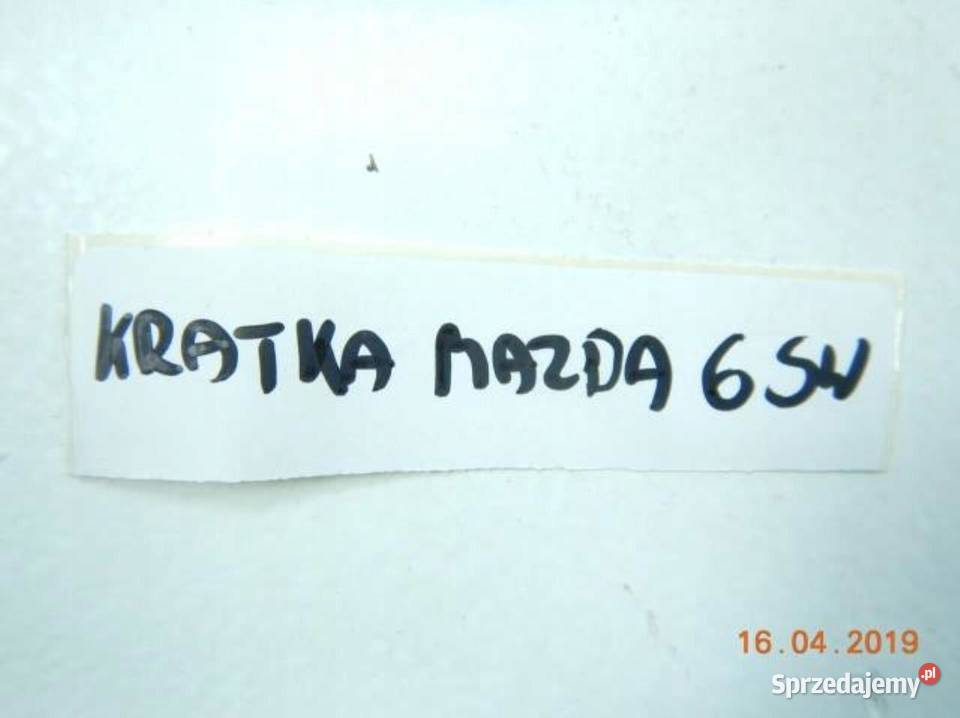 KRATKA MAZDA 6 SW
16.04.2019
Sprzedajemy.pl